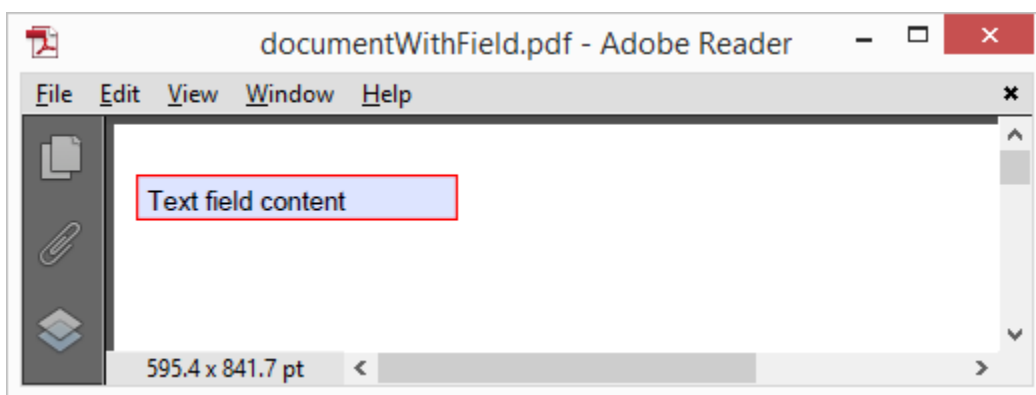 documentWithField.pdf - Adobe Reader
File Edit View Window Help
Text field content
595.4 x 841.7 pt